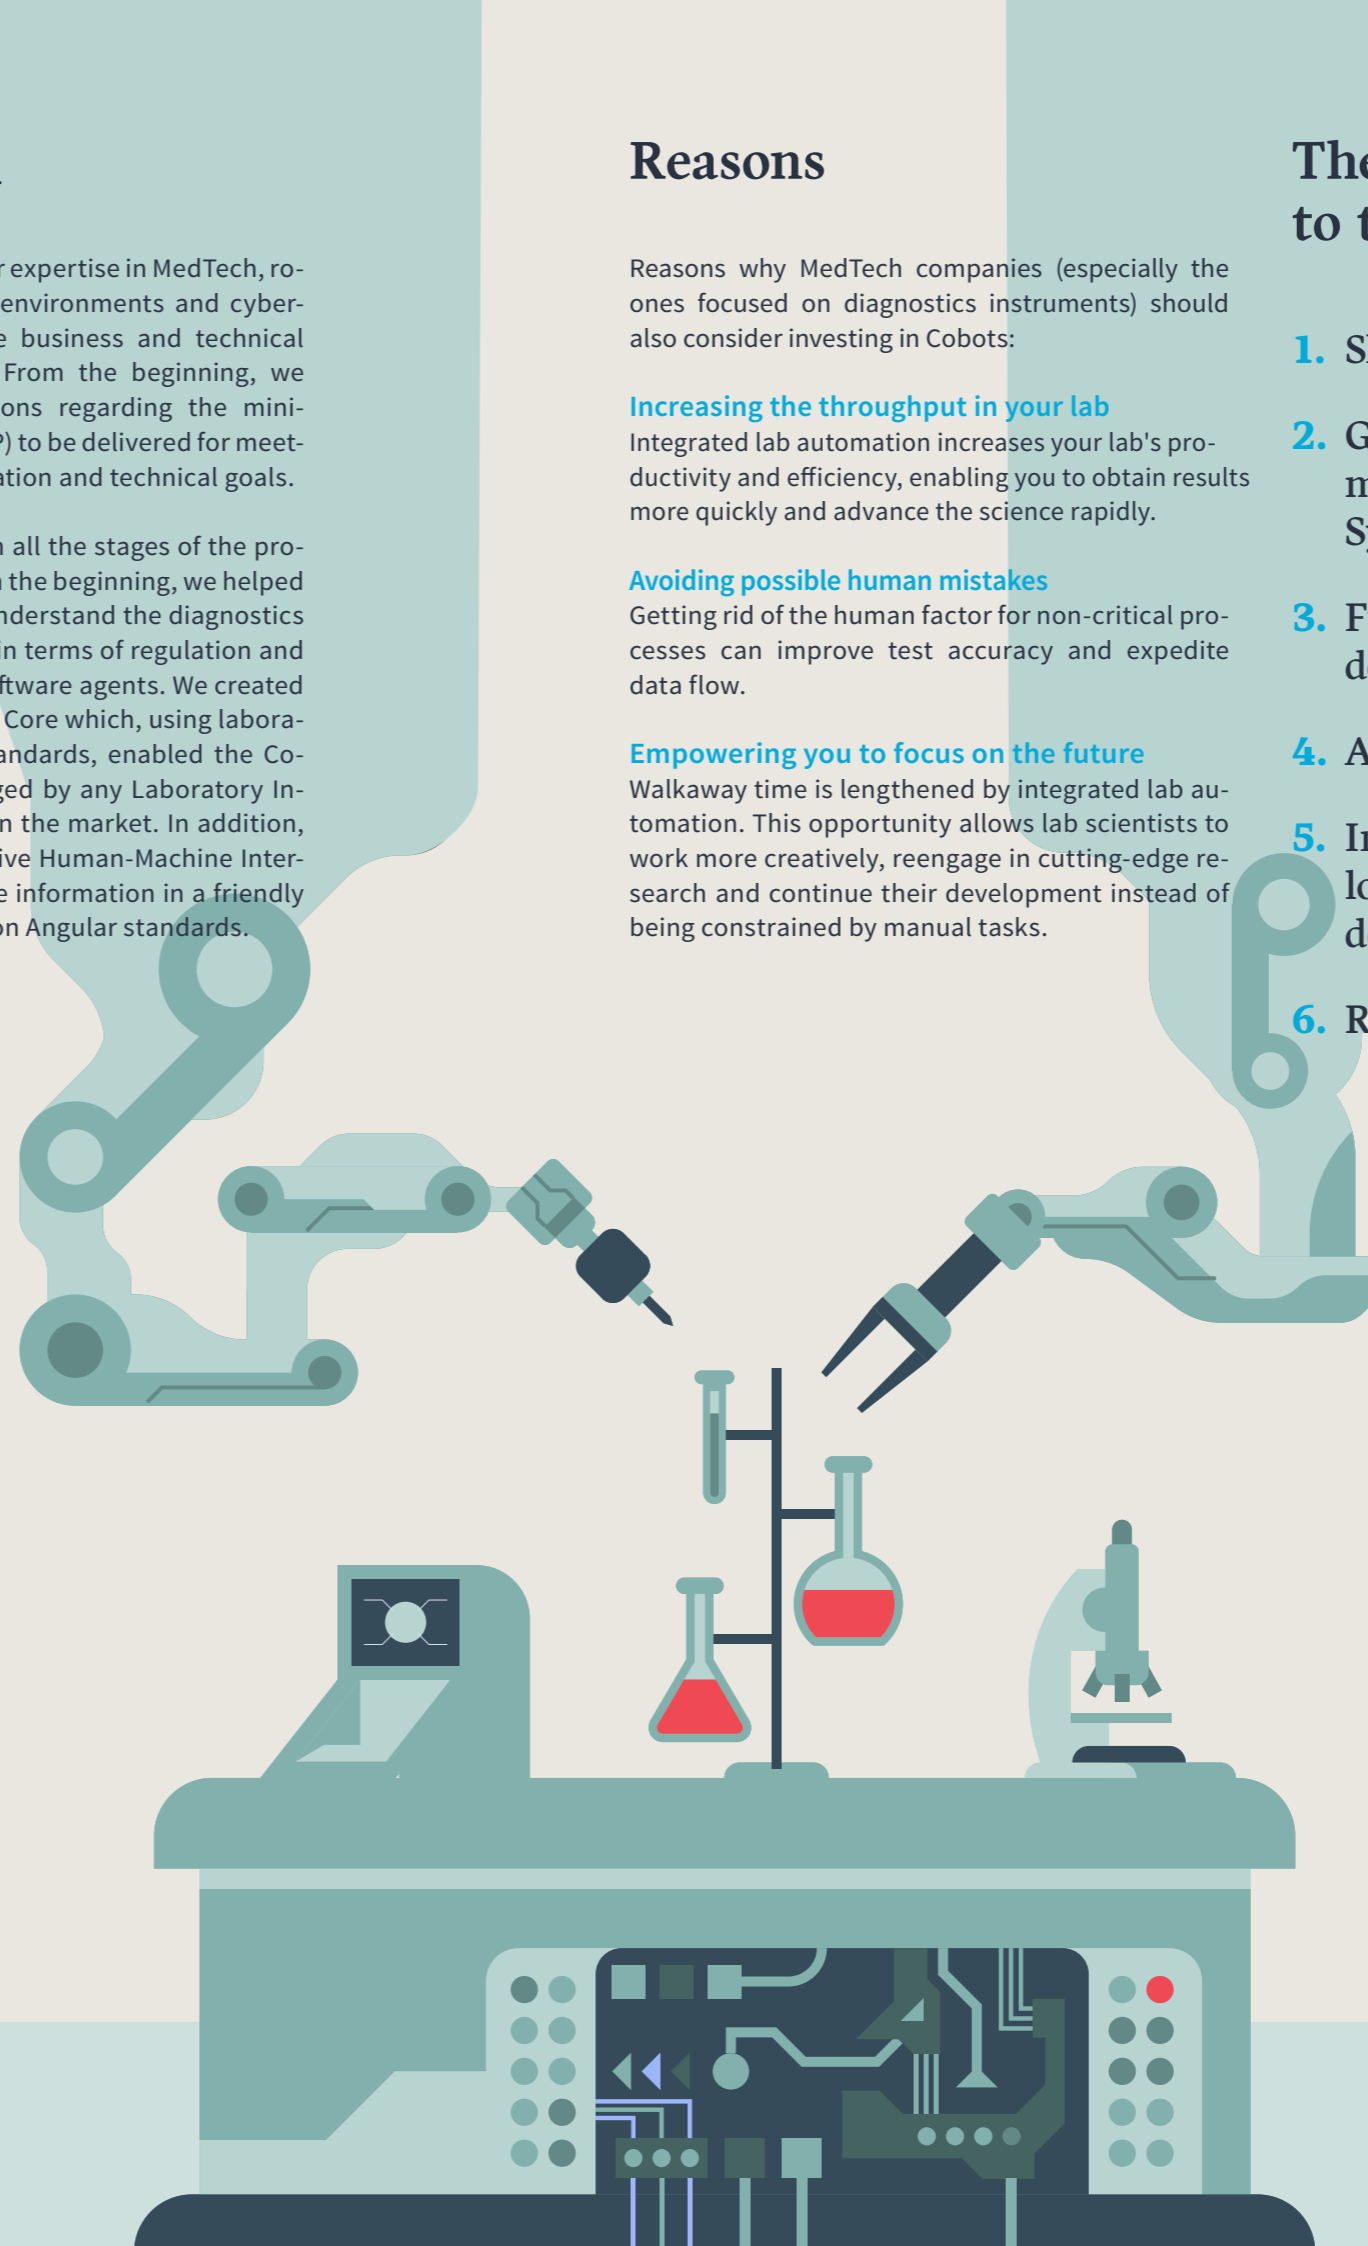 expertise in MedTech, ro-
environments and cyber-
business and technical
From the beginning, we
ons regarding the mini-
P) to be delivered for meet-
ation and technical goals.
all the stages of the pro-
the beginning, we helped
nderstand the diagnostics
in terms of regulation and
ftware agents. We created
Core which, using labora-
andards, enabled the Co-
ged by any Laboratory In-
n the market. In addition,
ive Human-Machine Inter-
e information in a friendly
on Angular standards.
Reasons
Reasons why MedTech companies (especially the
ones focused on diagnostics instruments) should
also consider investing in Cobots:
Increasing the throughput in your lab
Integrated lab automation increases your lab's pro-
ductivity and efficiency, enabling you to obtain results
more quickly and advance the science rapidly.
Avoiding possible human mistakes
Getting rid of the human factor for non-critical pro-
cesses can improve test accuracy and expedite
data flow.
Empowering you to focus on the future
Walkaway time is lengthened by integrated lab au-
tomation. This opportunity allows lab scientists to
work more creatively, reengage in cutting-edge re-
search and continue their development instead of
being constrained by manual tasks.
The
to t
1.
2. G
m
3. F
d
4. A
5.
d
6. R